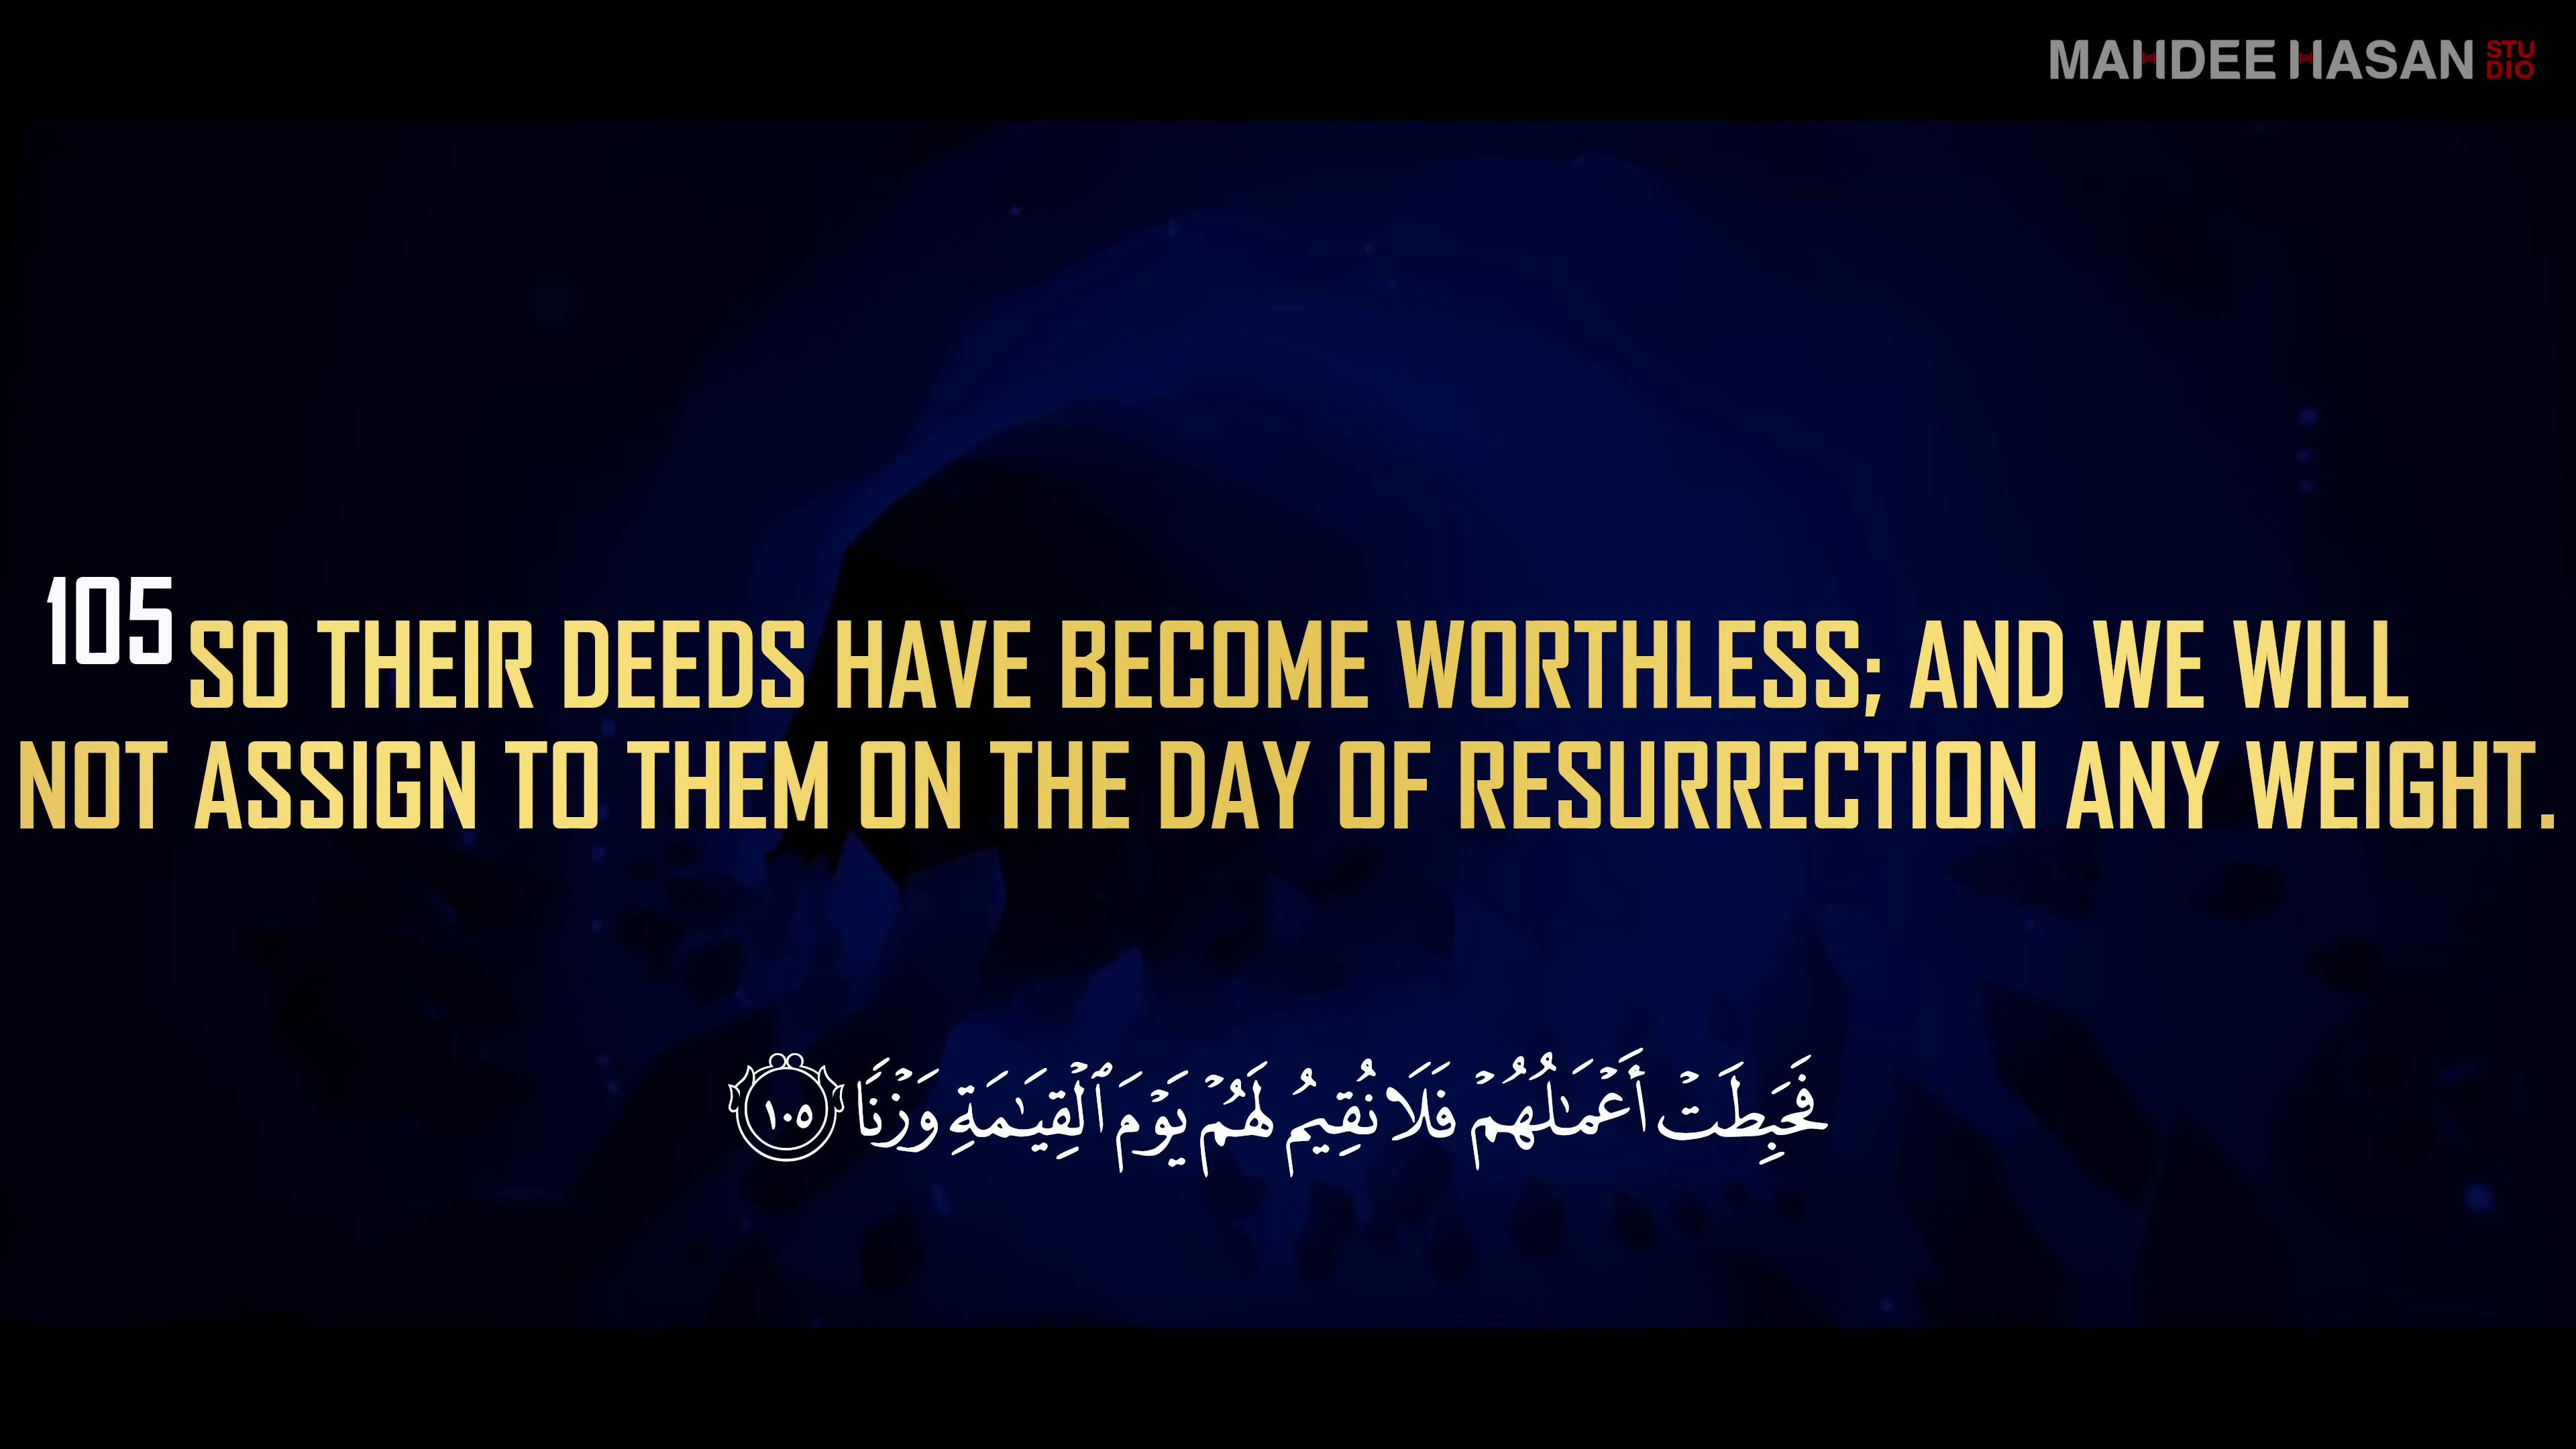 MAHDEE HASAN STUDIO
105 SO THEIR DEEDS HAVE BECOME WORTHLESS; AND WE WILL
NOT ASSIGN TO THEM ON THE DAY OF RESURRECTION ANY WEIGHT.
فَحَبِطَتْ أَعْمَـٰلُهُمْ فَلَا نُقِيمُ لَهُمْ يَوْمَ ٱلْقِيَـٰمَةِ وَزْنًا ١٠٥